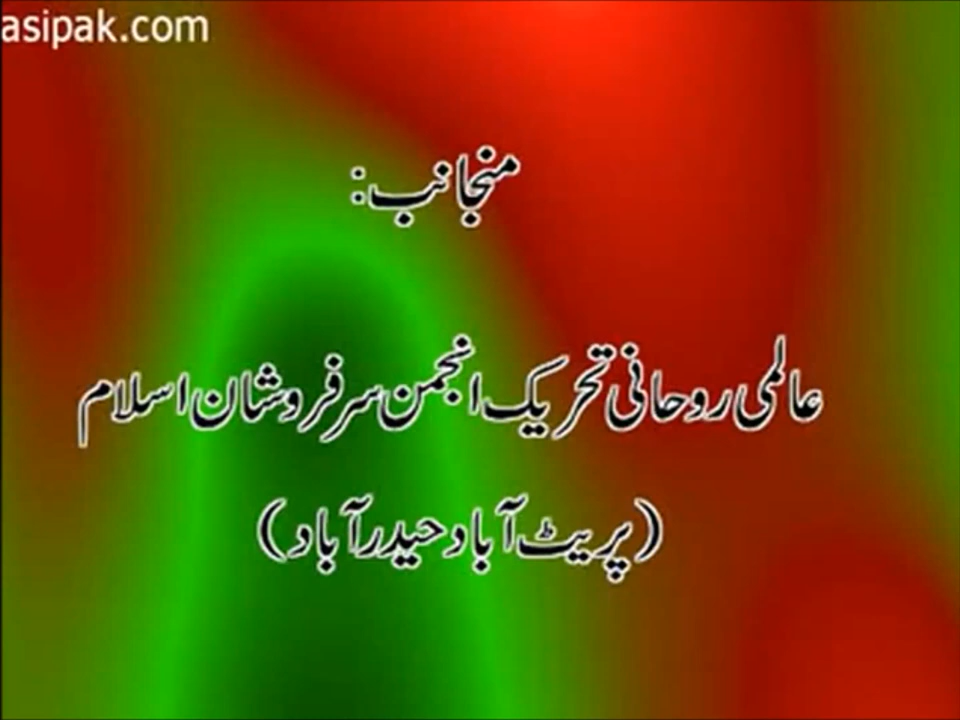 asipak.com
منجانب:
عالمی روحانی تحریک انجمن سرفروشان اسلام
(پریٹ آباد حیدرآباد)